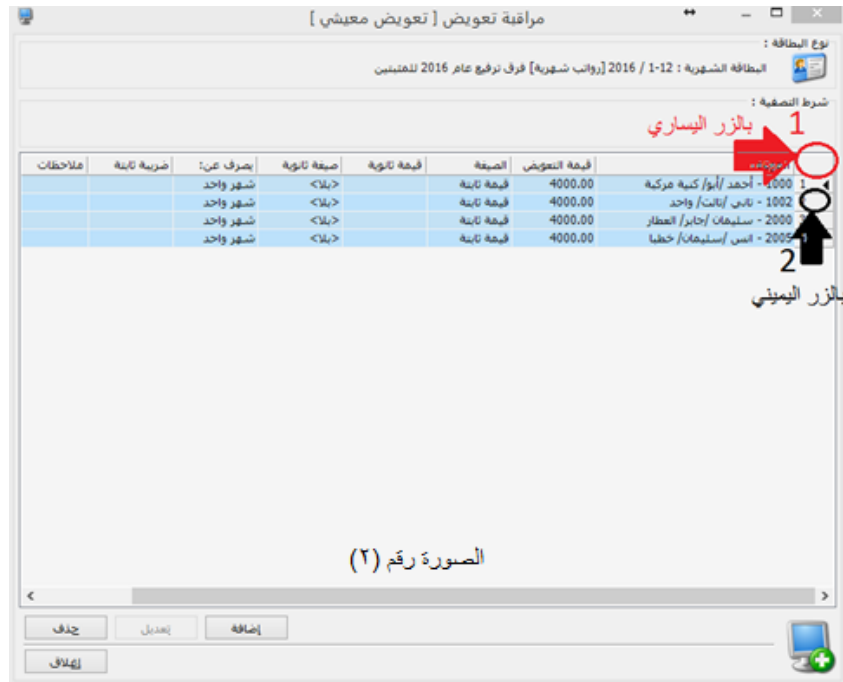 مراقبة تعويض [ تعويض معيشي ]
نوع البطاقة :
البطاقة الشهرية : 12-1 / 2016 [رواتب شهرية] فرق ترفيع عام 2016 للمثبتين
شرط التصفية :
1 بالزر اليساري
قيمة التعويض الصيغة قيمة ثانوية صيغة ثانوية يصرف عن: ضريبة ثابتة ملاحظات
1 1000 - أحمد /أبو/ كنية مركبة 4000.00 قيمة ثابتة <بلا> شهر واحد
1002 - ثاني /ثالث/ واحد 4000.00 قيمة ثابتة <بلا> شهر واحد
2000 - سليمان /جابر/ العطار 4000.00 قيمة ثابتة <بلا> شهر واحد
2005 - انس /سليمان/ خطبا 4000.00 قيمة ثابتة <بلا> شهر واحد
2
بالزر اليميني
الصورة رقم (٢)
إضافة تعديل حذف
إغلاق